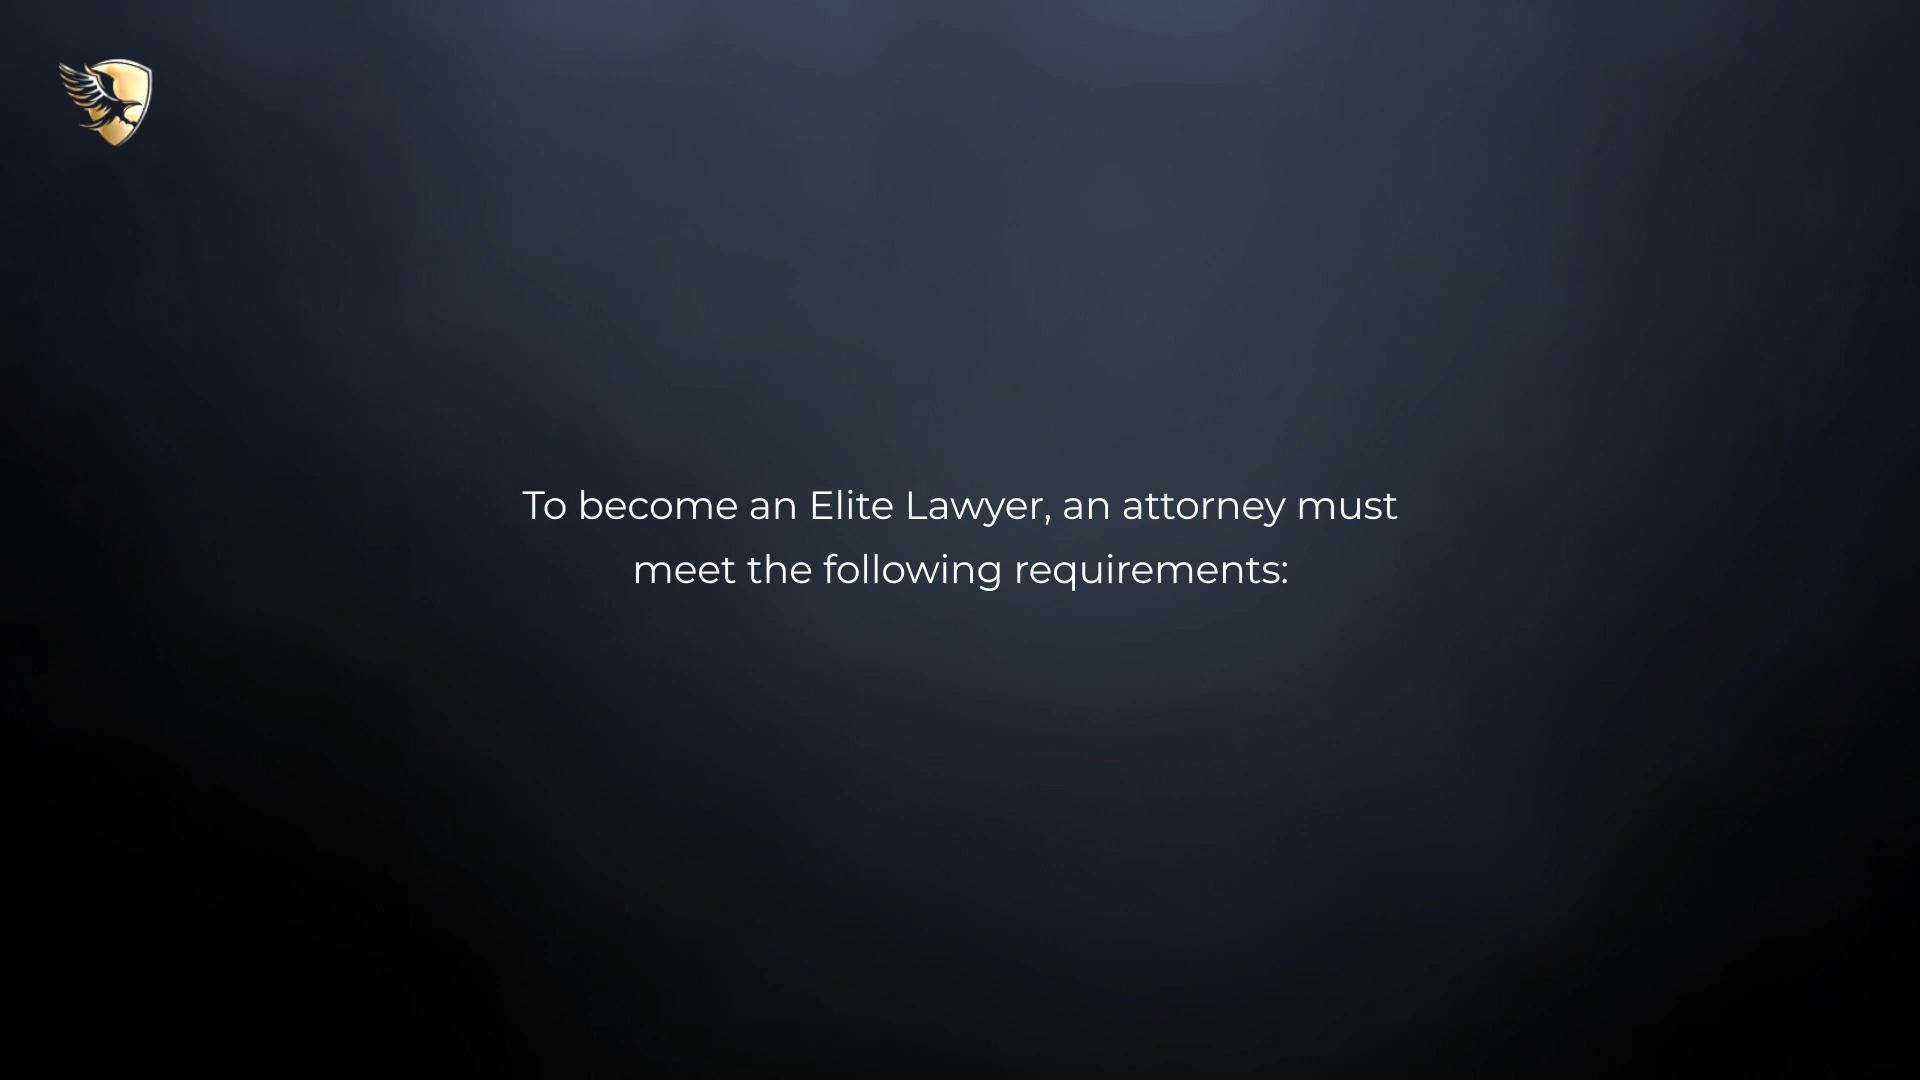 To become an Elite Lawyer, an attorney must
meet the following requirements: